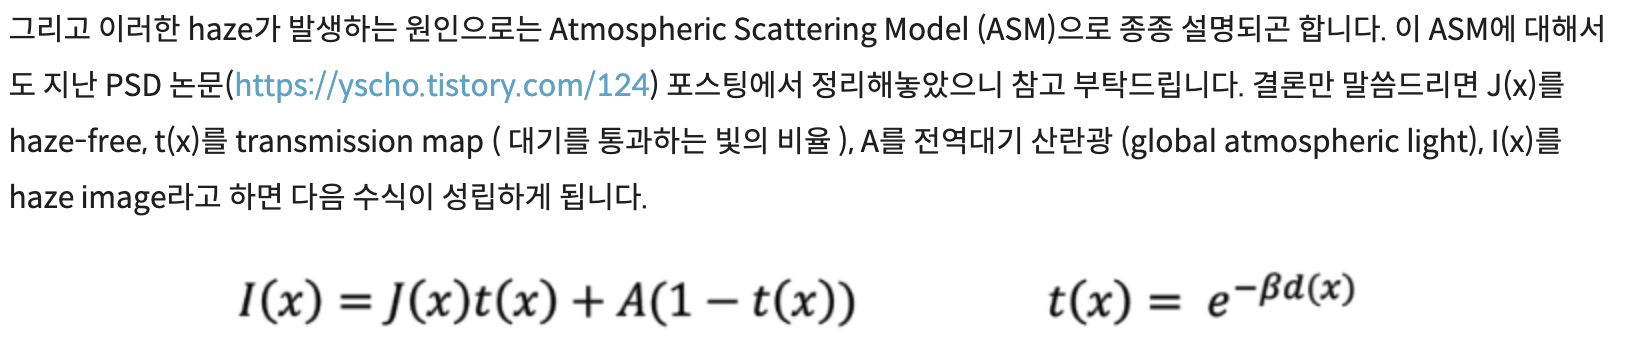 그리고 이러한 haze가 발생하는 원인으로는 Atmospheric Scattering Model (ASM)으로 종종 설명되곤 합니다. 이 ASM에 대해서
도 지난 PSD 논문(https://yscho.tistory.com/124) 포스팅에서 정리해놓았으니 참고 부탁드립니다. 결론만 말씀드리면 J(x)를
haze-free, t(x)를 transmission map ( 대기를 통과하는 빛의 비율 ), A를 전역대기 산란광 (global atmospheric light), I(x)를
haze image라고 하면 다음 수식이 성립하게 됩니다.
I(x) = J(x)t(x) + A(1 − t(x)) t(x) = e^{−βd(x)}